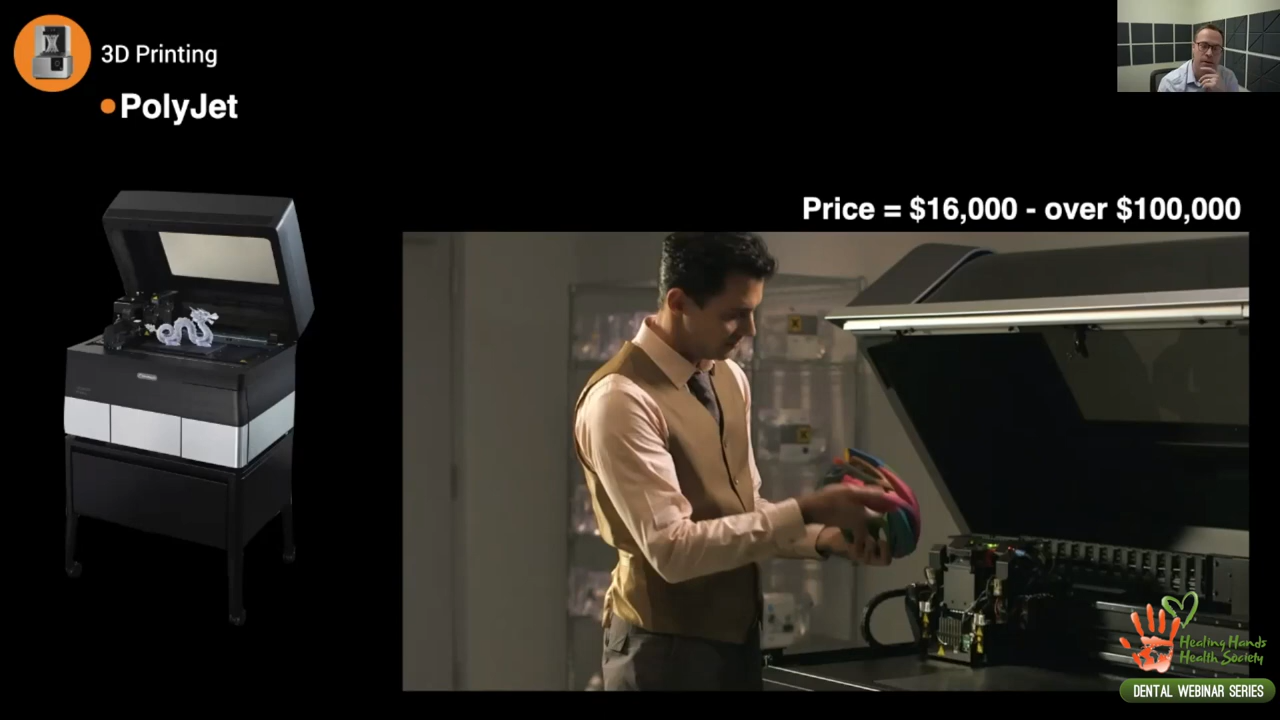 3D Printing
PolyJet
Price = $16,000 - over $100,000
Healing Hands
Health Society
DENTAL WEBINAR SERIES